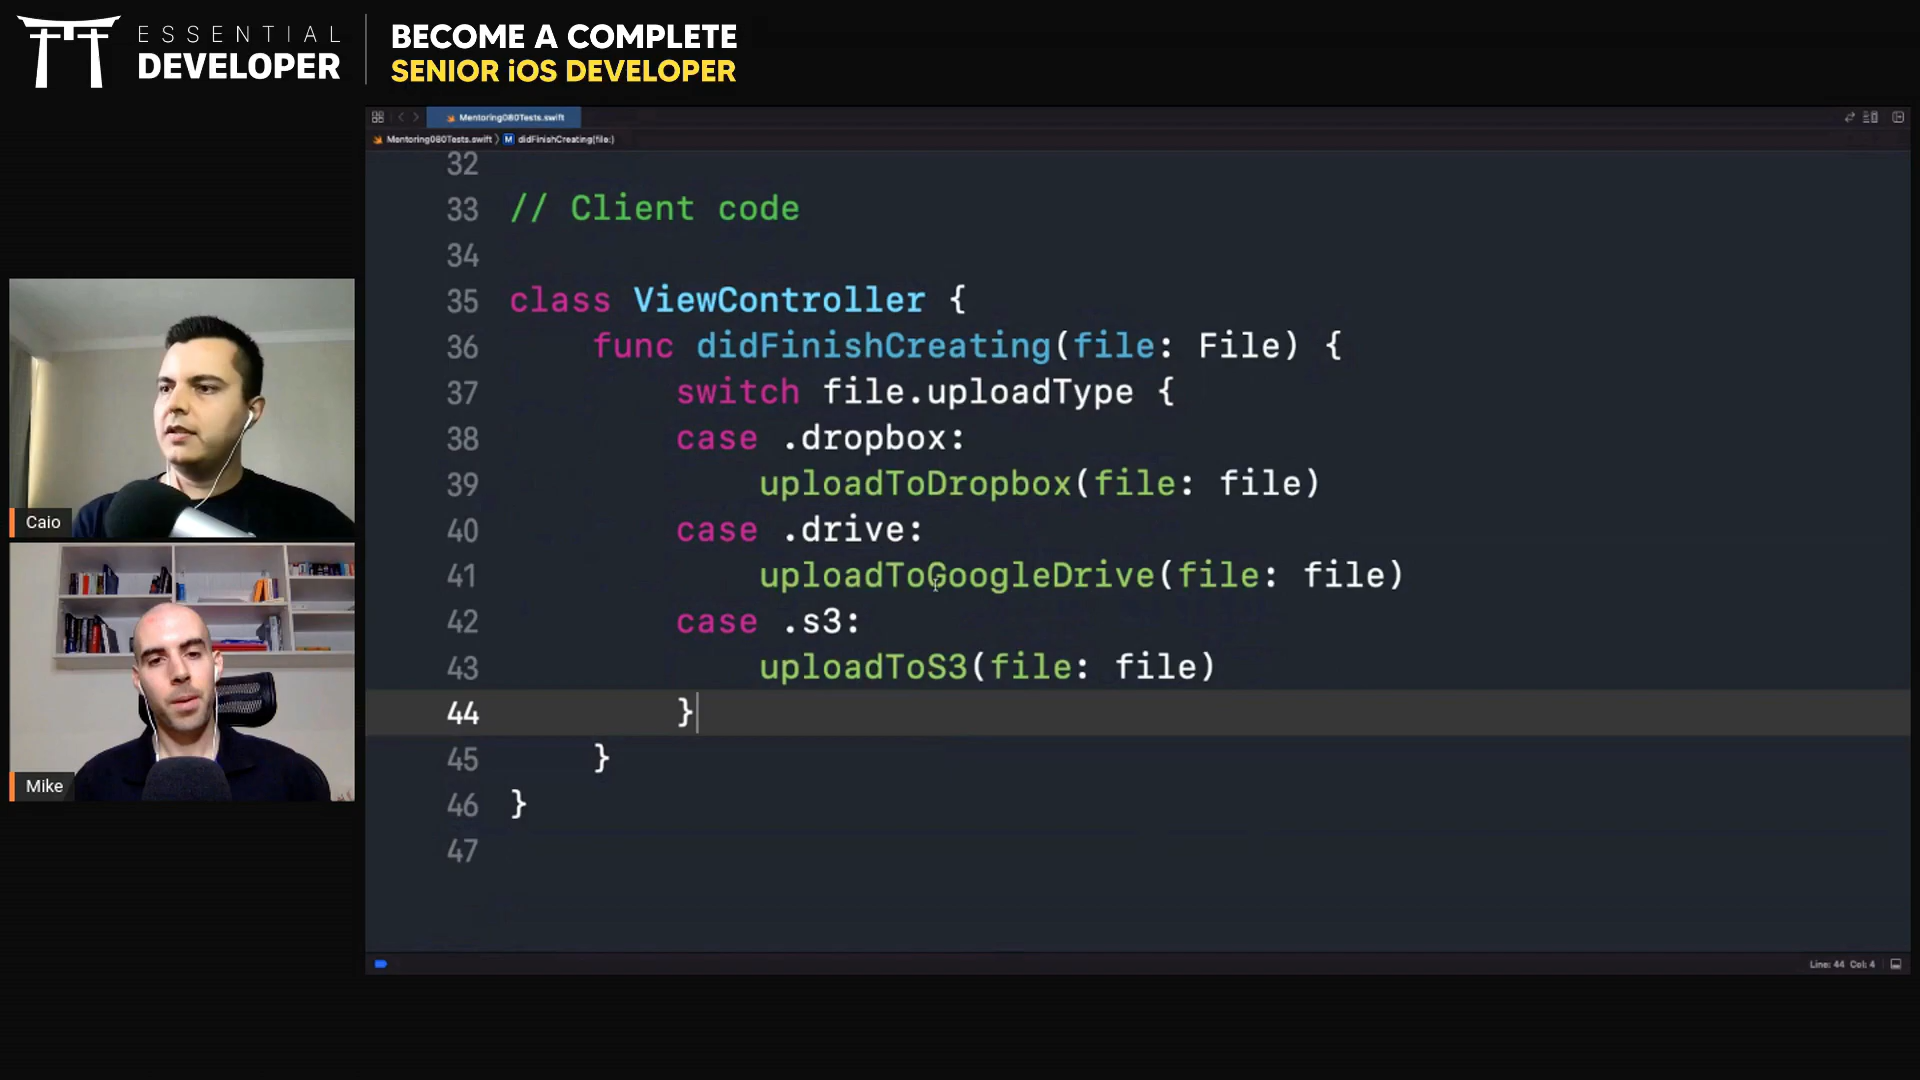 ESSENTIAL
DEVELOPER
BECOME A COMPLETE
SENIOR iOS DEVELOPER
Mentoring080Tests.swift
Mentoring080Tests.swift
M didFinishCreating(file:)
32
33 // Client code
34
35 class ViewController {
36 func didFinishCreating(file: File) {
37 switch file.uploadType {
38 case .dropbox:
39 uploadToDropbox(file: file)
40 case .drive:
41 uploadToGoogleDrive(file: file)
42 case .s3:
43 uploadToS3(file: file)
44 }
45 }
46 }
47
Caio
Mike
Line: 44 Col: 4